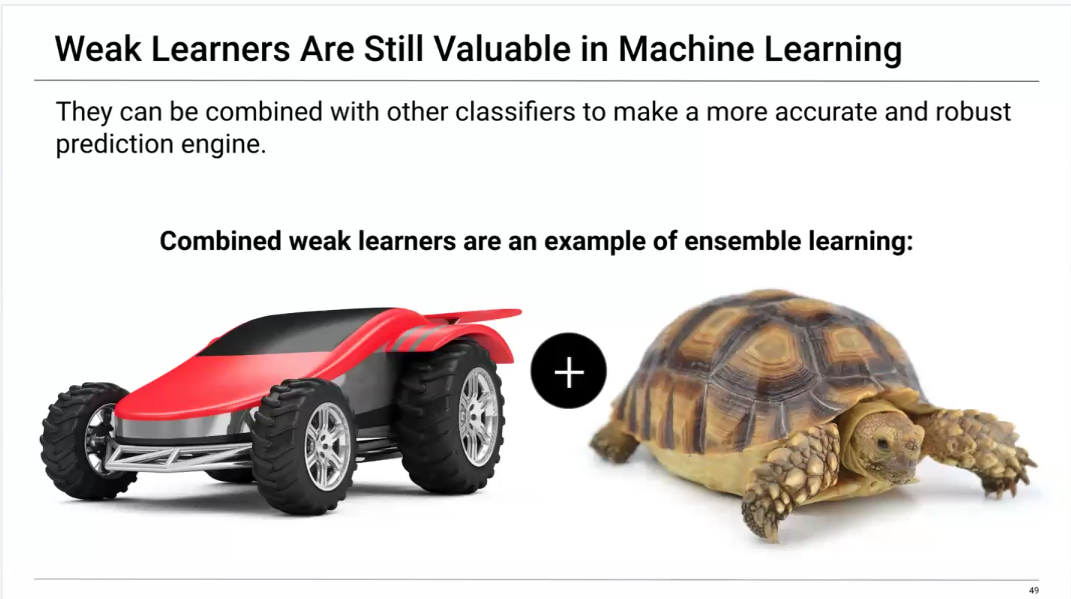 Weak Learners Are Still Valuable in Machine Learning
They can be combined with other classifiers to make a more accurate and robust
prediction engine.
Combined weak learners are an example of ensemble learning:
+
49